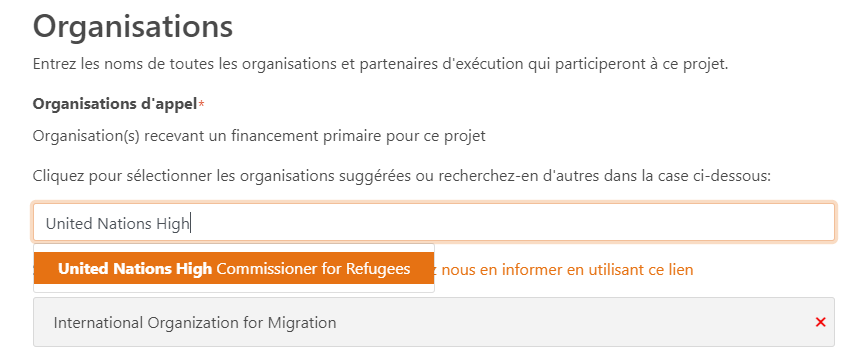 Organisations
Entrez les noms de toutes les organisations et partenaires d'exécution qui participeront à ce projet.
Organisations d'appel*
Organisation(s) recevant un financement primaire pour ce projet
Cliquez pour sélectionner les organisations suggérées ou recherchez-en d'autres dans la case ci-dessous:
United Nations High
United Nations High Commissioner for Refugees
nous en informer en utilisant ce lien
International Organization for Migration ×